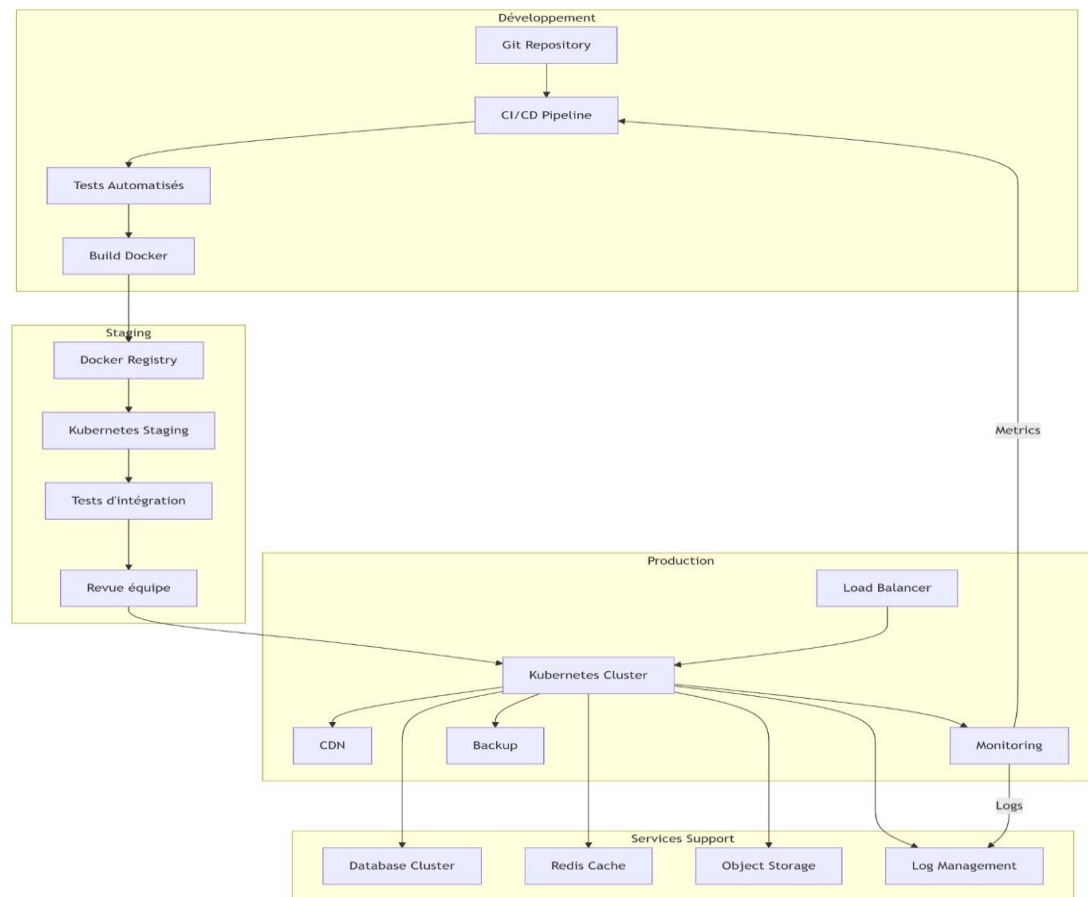 Développement
Git Repository
CI/CD Pipeline
Tests Automatisés
Build Docker
Staging
Docker Registry
Kubernetes Staging
Metrics
Tests d'intégration
Production
Revue équipe
Load Balancer
Kubernetes Cluster
CDN
Backup
Monitoring
Logs
Services Support
Database Cluster
Redis Cache
Object Storage
Log Management